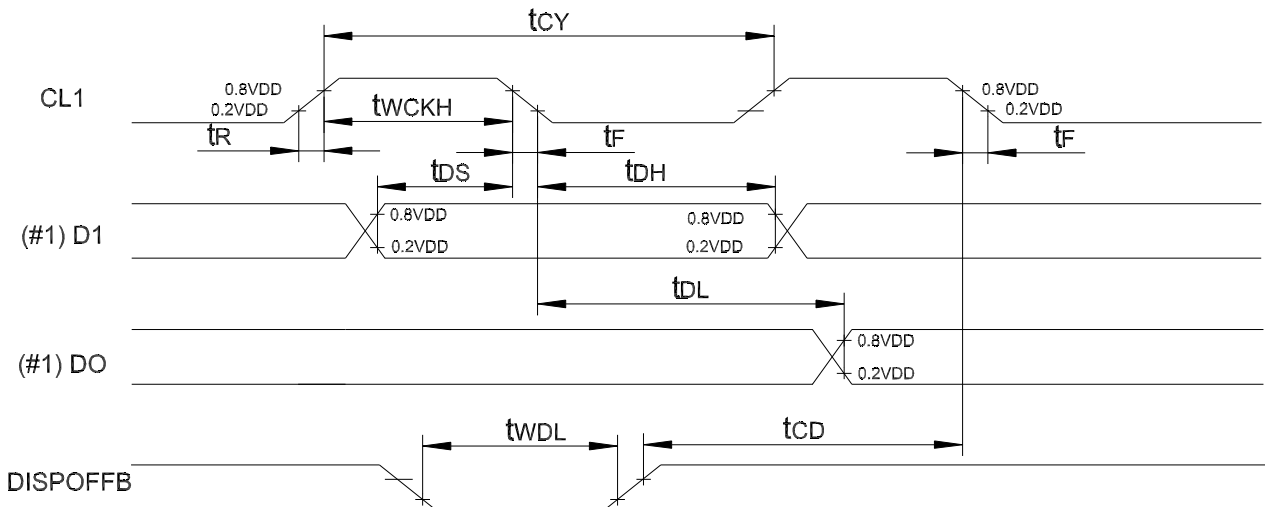 tCY
CL1
0.8VDD
0.2VDD
tWCKH
tR
tF
0.8VDD
0.2VDD
tF
tDS
tDH
(#1) D1
0.8VDD
0.2VDD
0.8VDD
0.2VDD
tDL
(#1) DO
0.8VDD
0.2VDD
tWDL
tCD
DISPOFFB